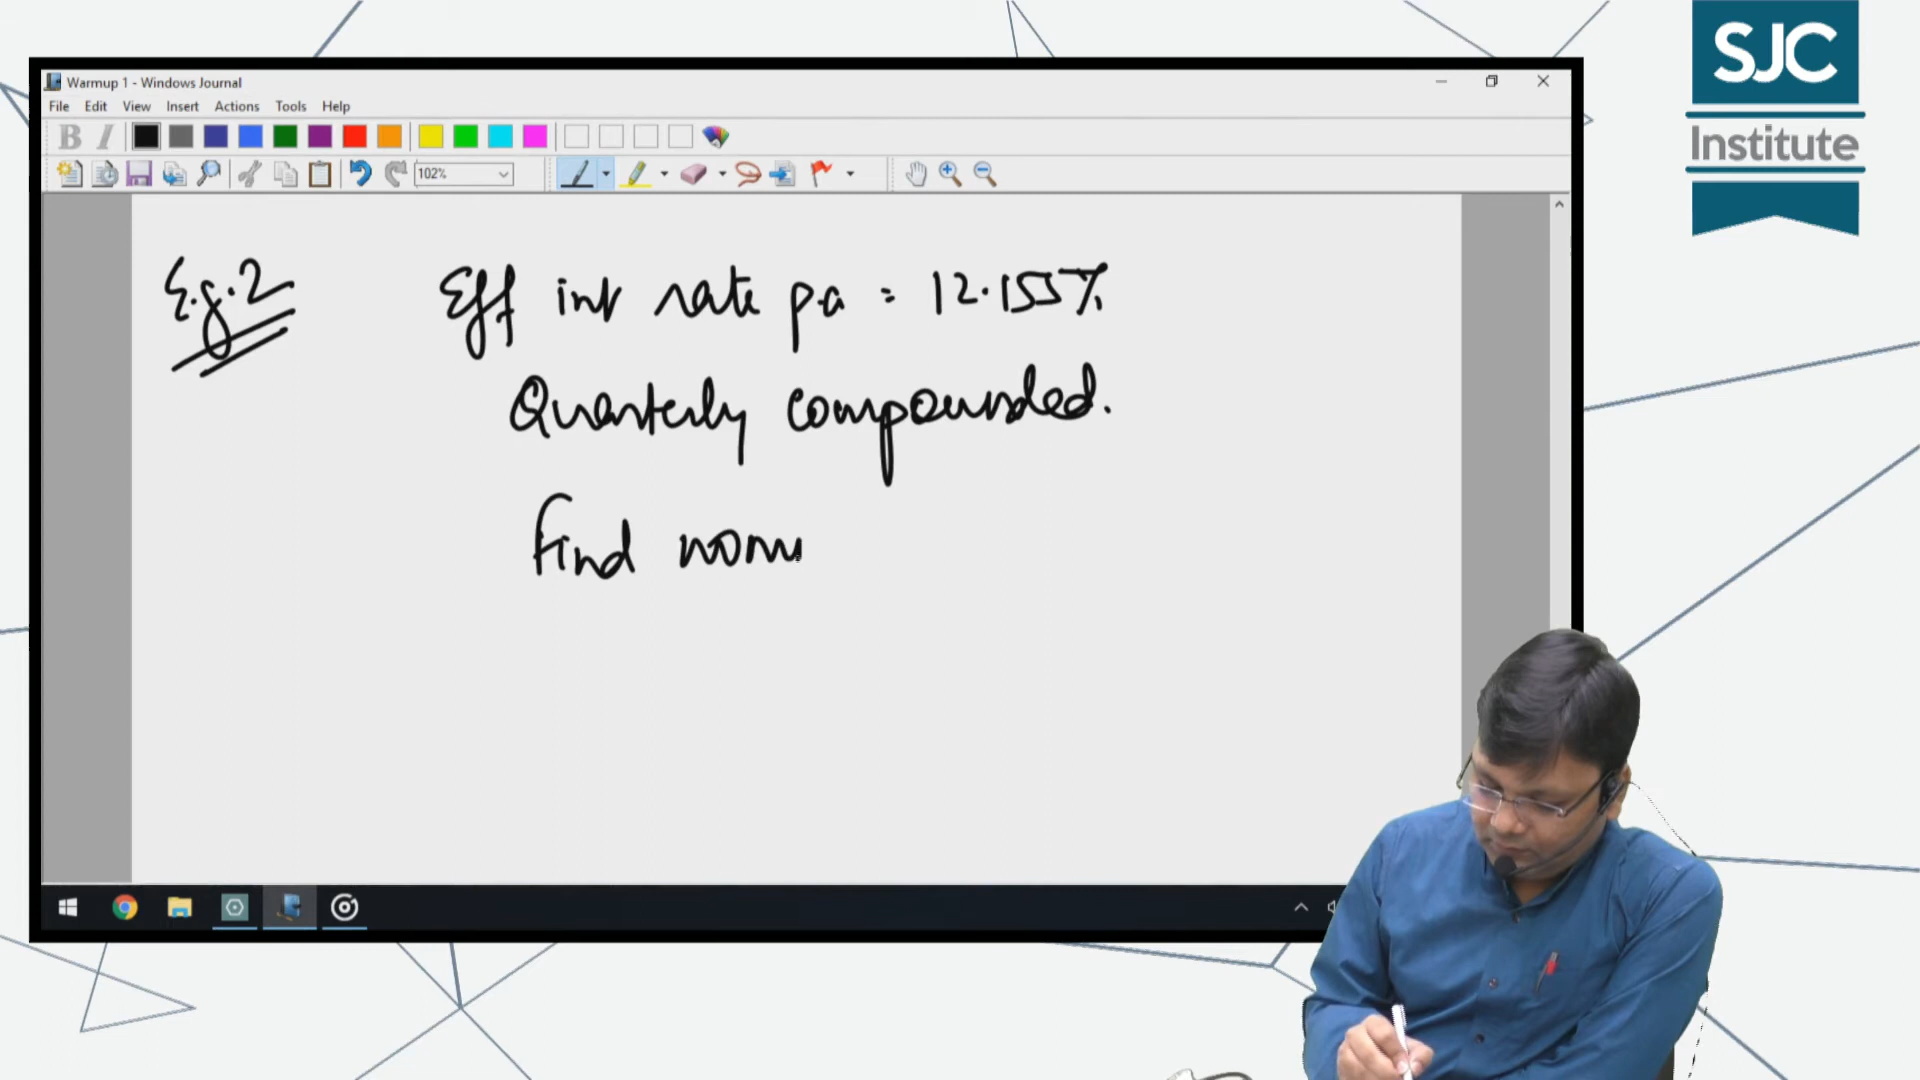 SJC
Institute
Warmup 1 - Windows Journal
File Edit View Insert Actions Tools Help
B I
102%
E.g.2
Eff int rate p.a = 12.155%
Quarterly compounded.
Find nom